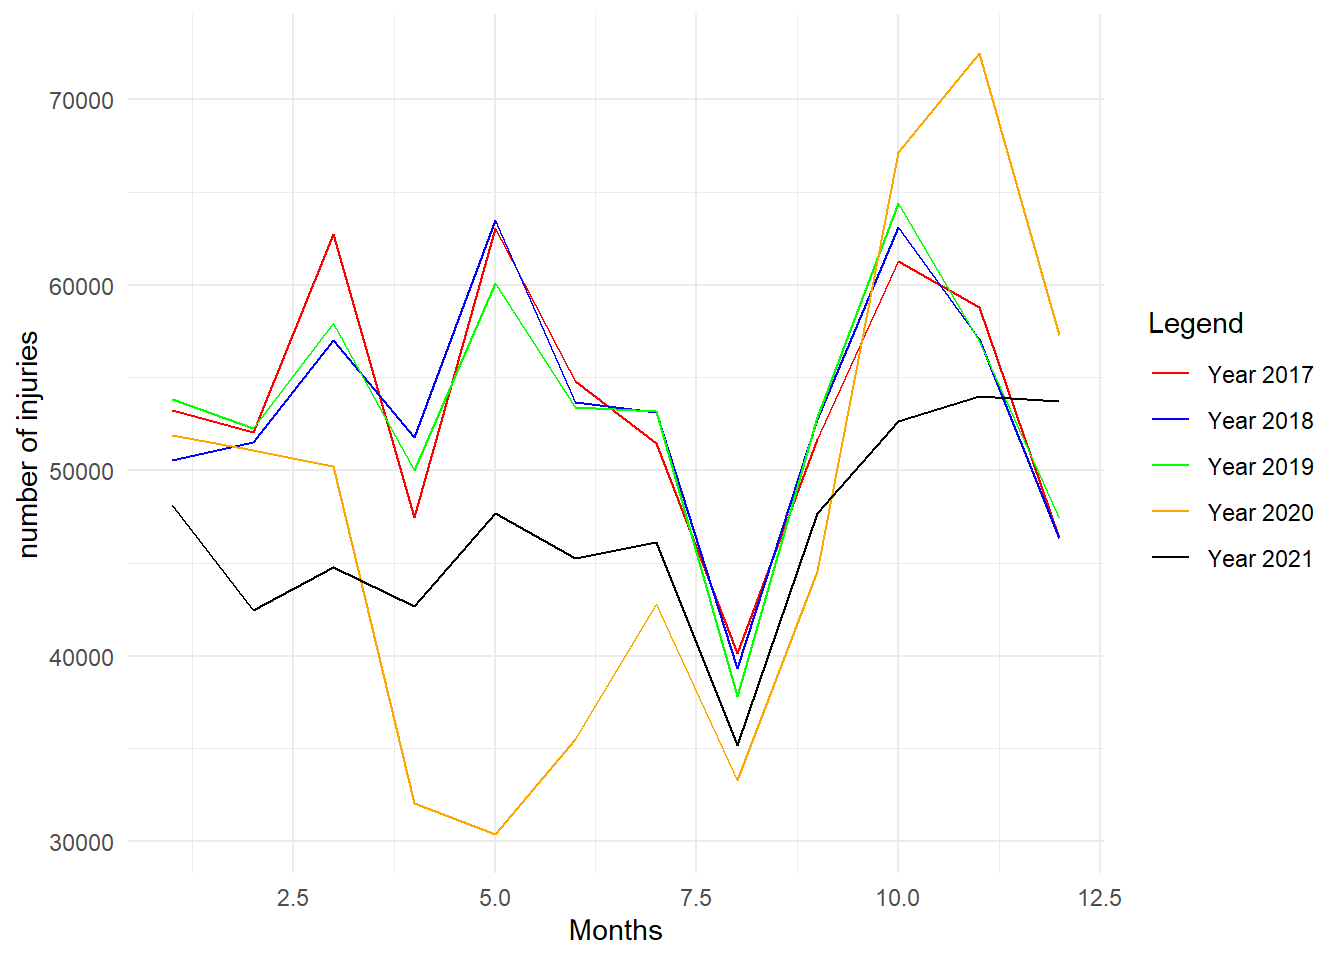 70000
60000
50000
40000
30000
number of injuries
2.5
5.0
7.5
10.0
12.5
Months
Legend
Year 2017
Year 2018
Year 2019
Year 2020
Year 2021